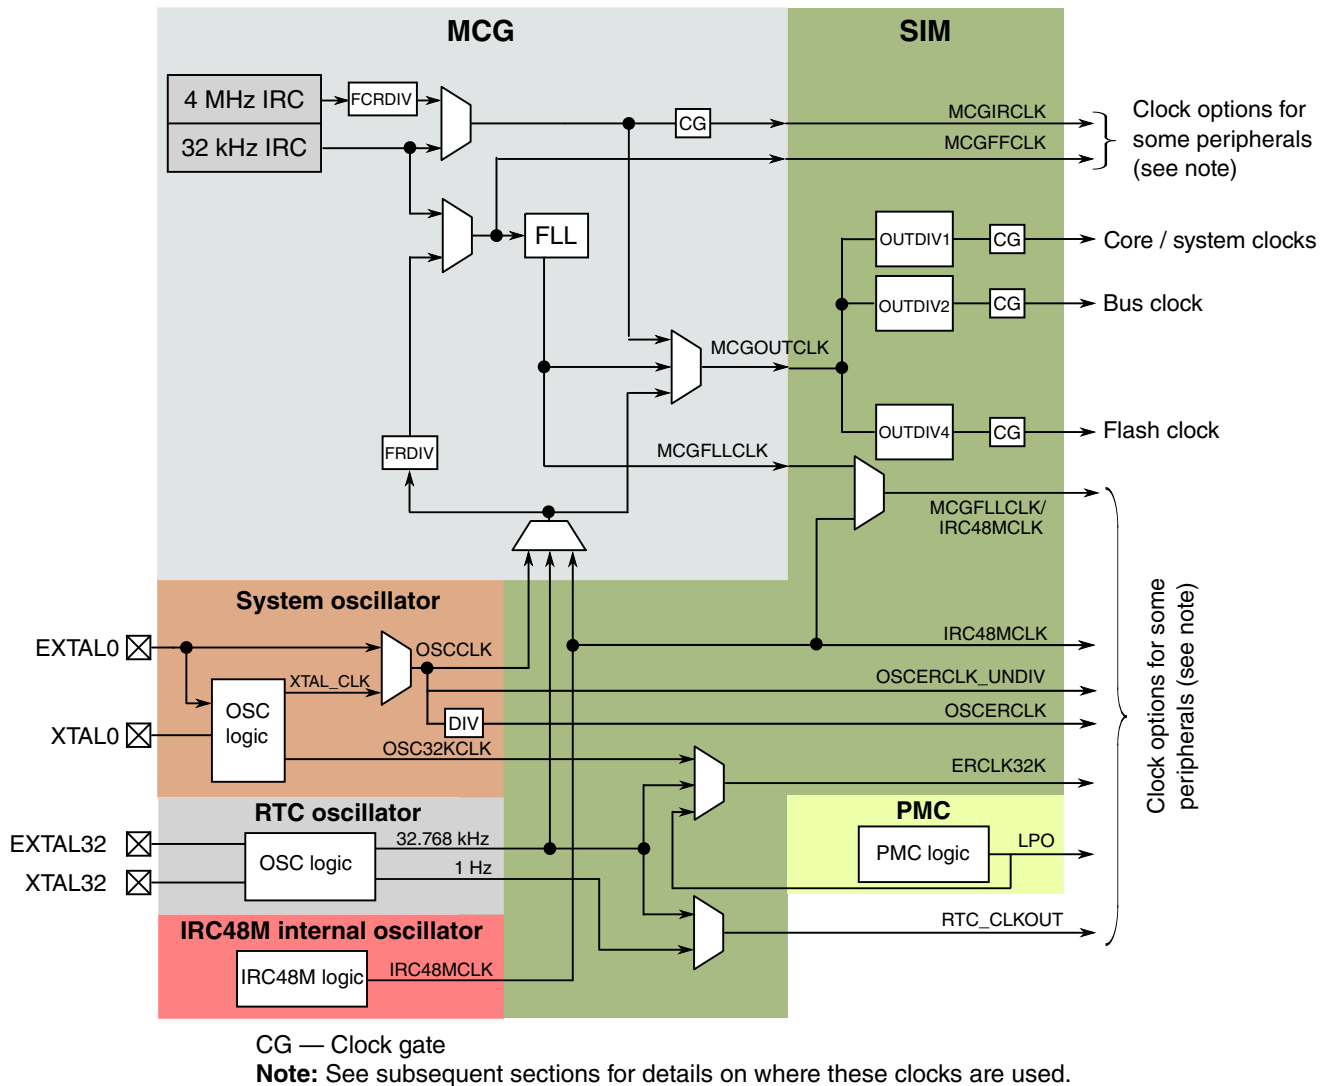 MCG
SIM
4 MHz IRC
FCRDIV
32 kHz IRC
CG
MCGIRCLK
MCGFFCLK
Clock options for
some peripherals
(see note)
FLL
OUTDIV1
CG
Core / system clocks
OUTDIV2
CG
Bus clock
MCGOUTCLK
OUTDIV4
CG
Flash clock
FRDIV
MCGFLLCLK
MCGFLLCLK/
IRC48MCLK
Clock options for some
peripherals (see note)
System oscillator
EXTAL0
OSCCLK
IRC48MCLK
XTAL_CLK
OSCERCLK_UNDIV
OSC
logic
DIV
OSCERCLK
XTAL0
OSC32KCLK
ERCLK32K
RTC oscillator
PMC
EXTAL32
32.768 kHz
OSC logic
PMC logic
LPO
1 Hz
XTAL32
RTC_CLKOUT
IRC48M internal oscillator
IRC48M logic
IRC48MCLK
CG — Clock gate
Note: See subsequent sections for details on where these clocks are used.